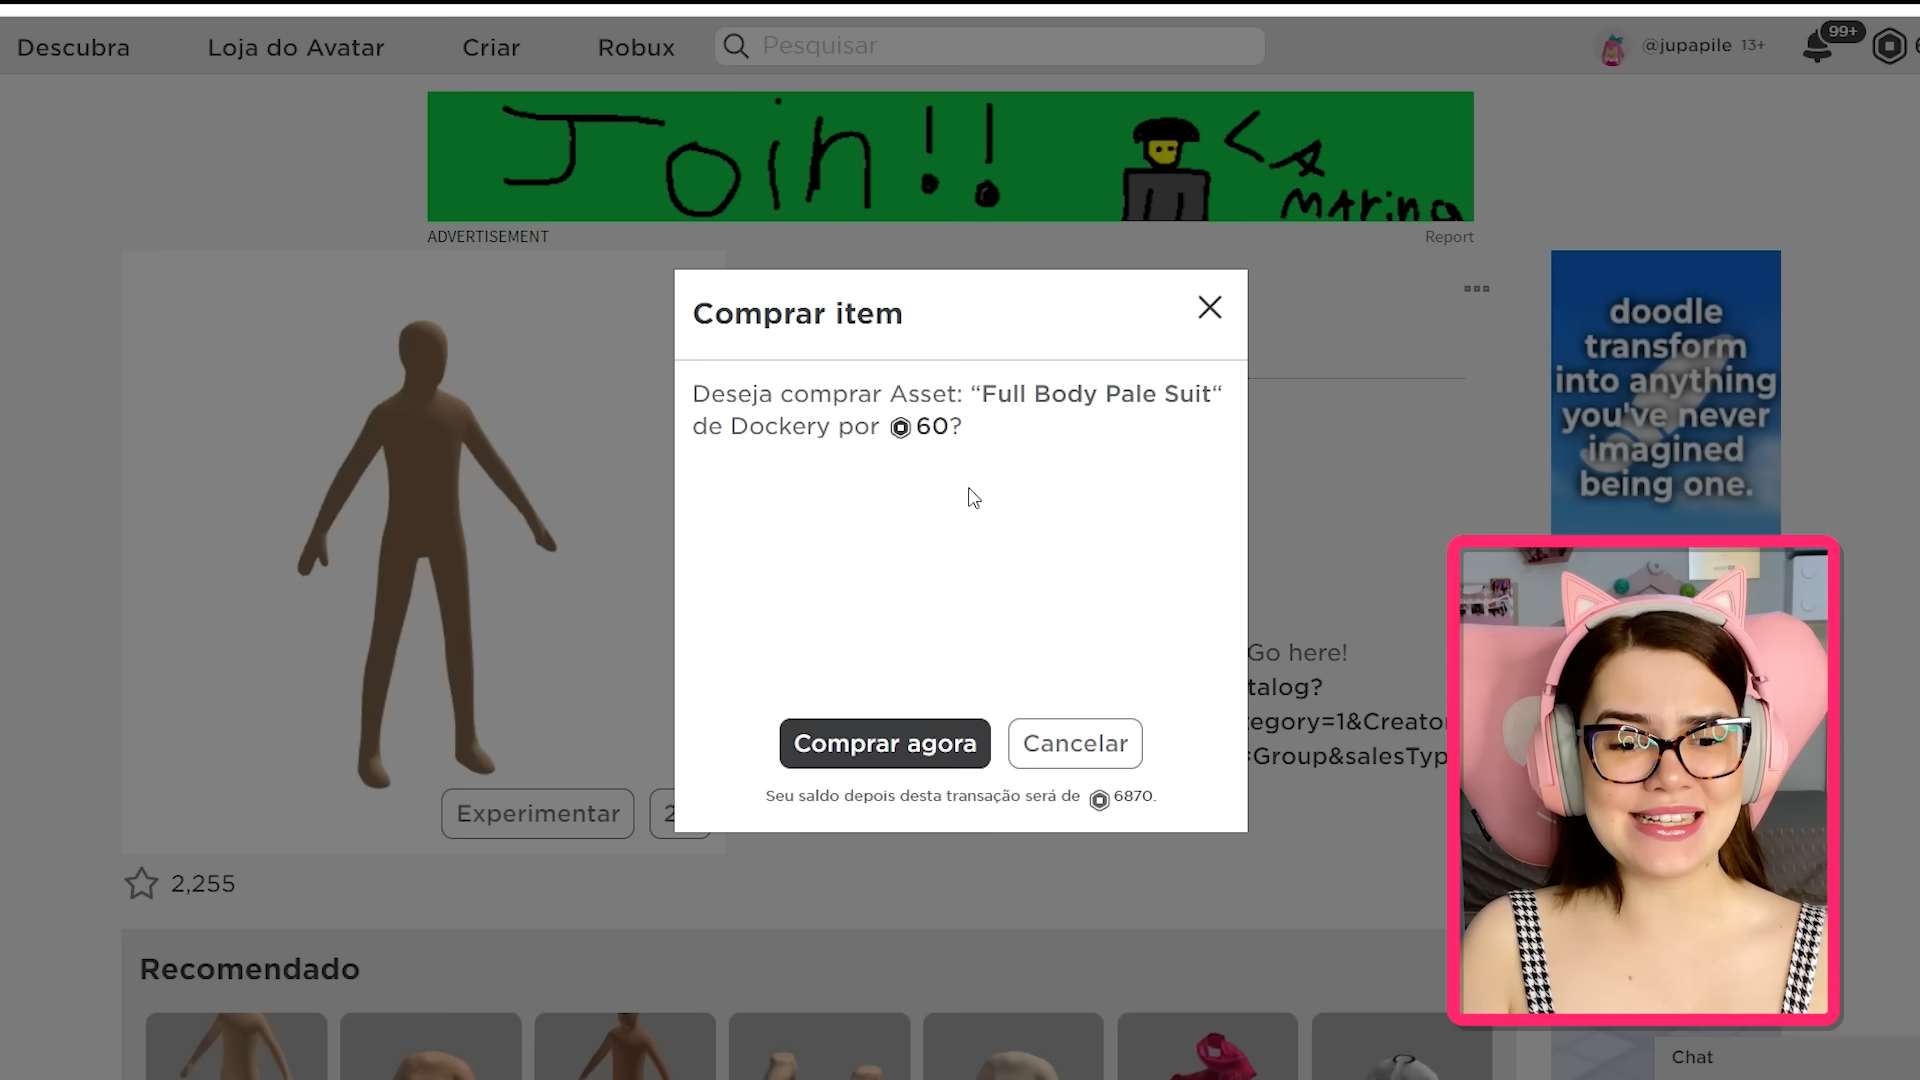 Descubra
Loja do Avatar
Criar
Robux
Pesquisar
@jupapile 13+
99+
Join!!
ADVERTISEMENT
Report
Comprar item
Deseja comprar Asset: “Full Body Pale Suit“
de Dockery por 60?
Comprar agora
Cancelar
Seu saldo depois desta transação será de 6870.
doodle
transform
into anything
you've never
imagined
being one.
Go here!
talog?
egory=1&Creator
Group&salesTyp
Experimentar
2
2,255
Recomendado
Chat